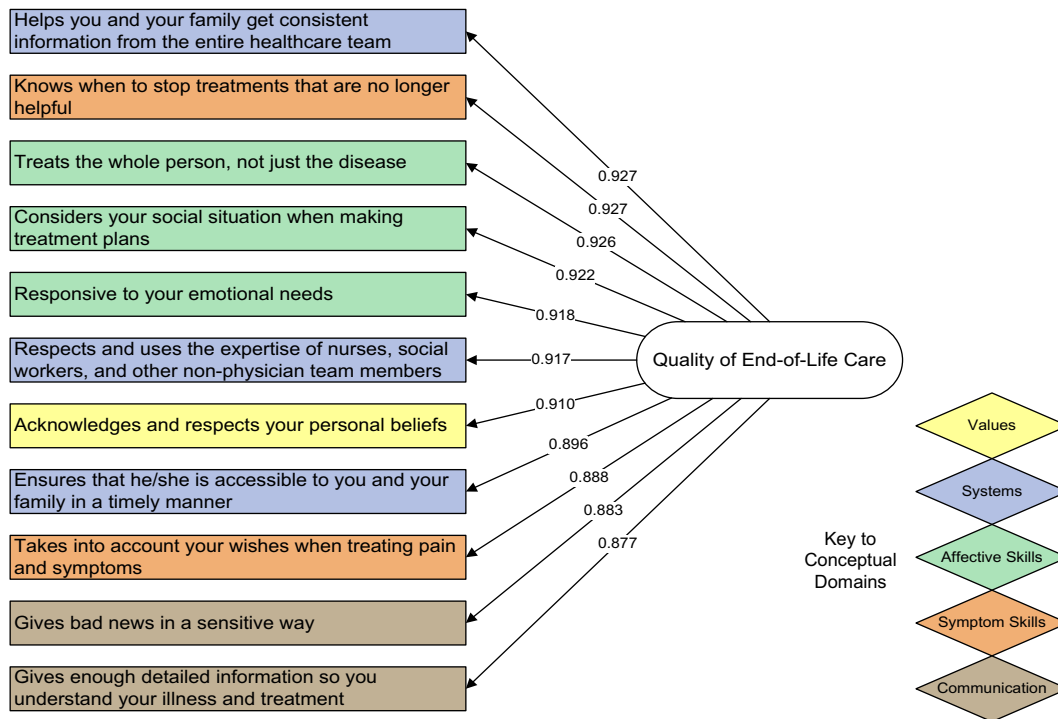 Helps you and your family get consistent
information from the entire healthcare team
Knows when to stop treatments that are no longer
helpful
Treats the whole person, not just the disease
Considers your social situation when making
treatment plans
Responsive to your emotional needs
Respects and uses the expertise of nurses, social
workers, and other non-physician team members
Acknowledges and respects your personal beliefs
Ensures that he/she is accessible to you and your
family in a timely manner
Takes into account your wishes when treating pain
and symptoms
Gives bad news in a sensitive way
Gives enough detailed information so you
understand your illness and treatment
0.927
0.927
0.926
0.922
0.918
0.917
0.910
0.896
0.888
0.883
0.877
Quality of End-of-Life Care
Key to
Conceptual
Domains
Values
Systems
Affective Skills
Symptom Skills
Communication